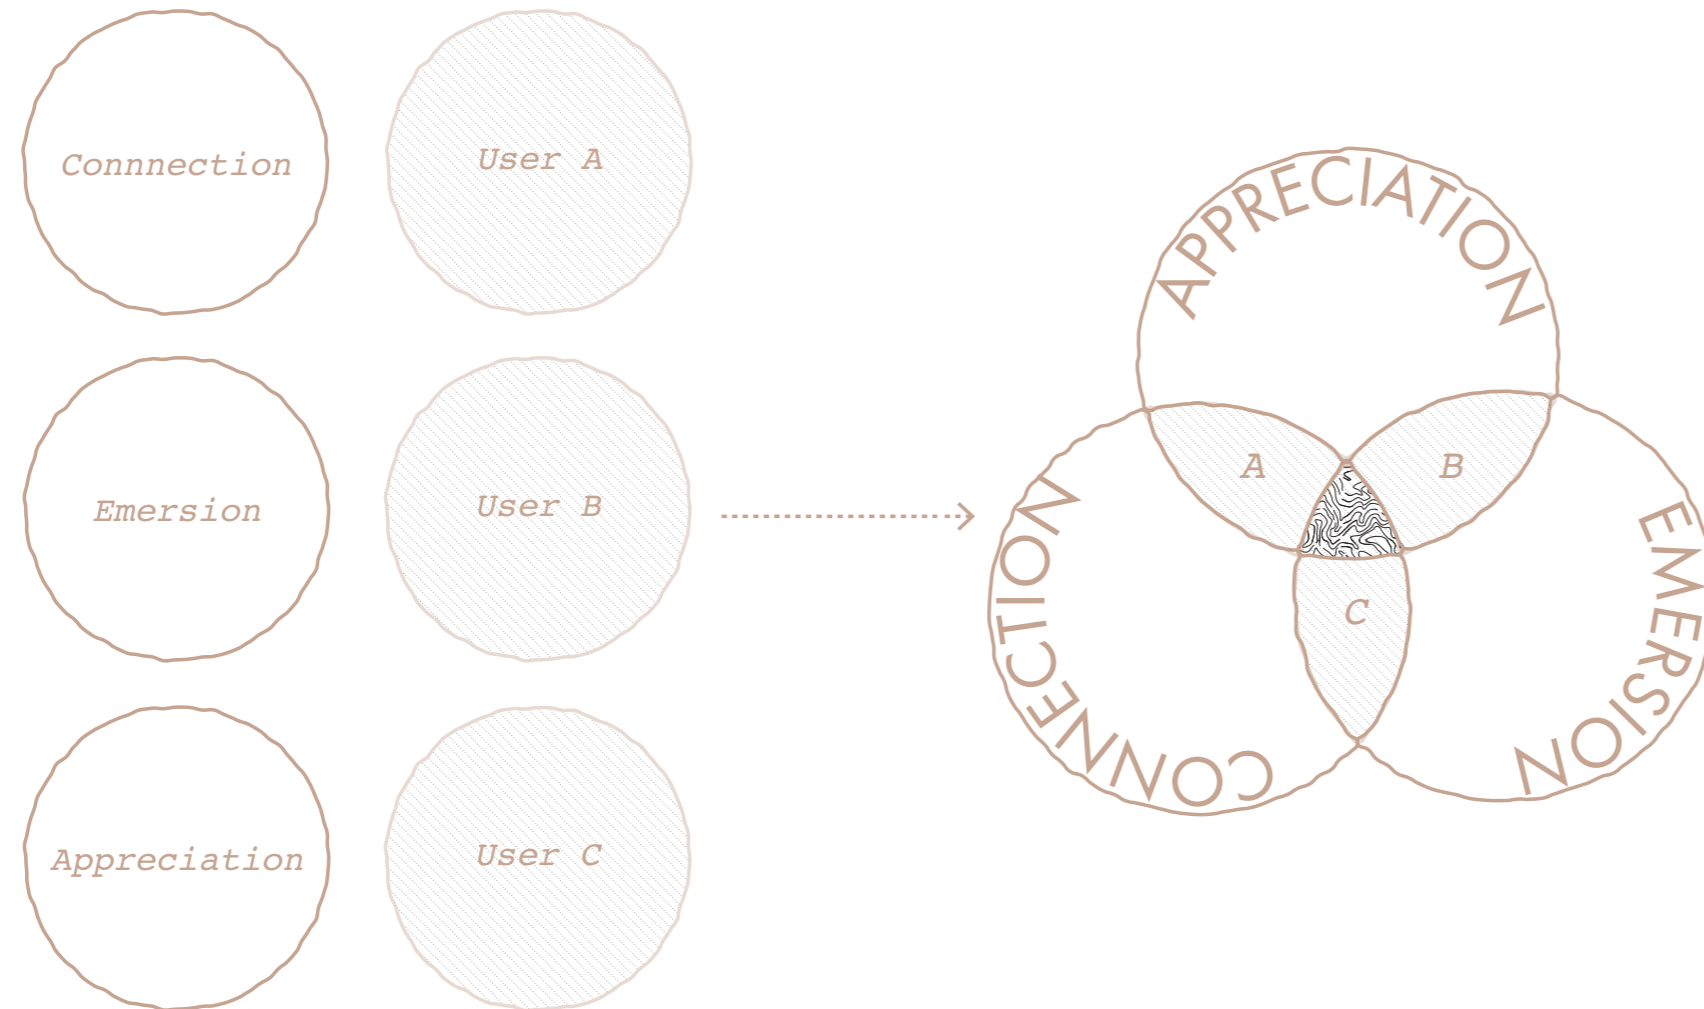 Connnection
User A
Emersion
User B
Appreciation
User C
APPRECIATION
A
B
C
CONNECTION
EMERSION